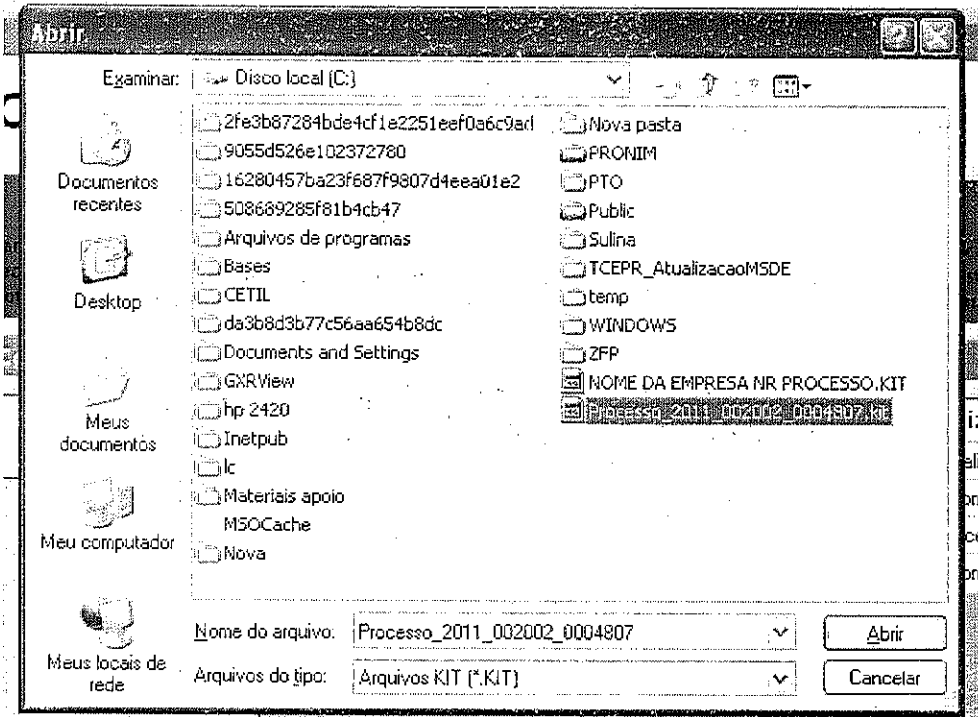 Abrir
Examinar: Disco local (C:)
Documentos
recentes
Desktop
Meus
documentos
Meu computador
Meus locais de
rede
2fe3b87284bde4cf1e2251eef0a6c9ad
9055d526e102372780
16280457ba23f687f9807d4eea01e2
508689285f81b4cb47
Arquivos de programas
Bases
CETIL
da3b8d3b77c56aa654b8dc
Documents and Settings
GXRView
hp 2420
Inetpub
lc
Materiais apoio
MSOCache
Nova
Nova pasta
PRONIM
PTO
Public
Sulina
TCEPR_AtualizacaoMSDE
temp
WINDOWS
ZFP
NOME DA EMPRESA NR PROCESSO.KIT
Processo_2011_002002_0004807.kit
Nome do arquivo: Processo_2011_002002_0004807
Abrir
Arquivos do tipo: Arquivos KIT (*.KIT)
Cancelar